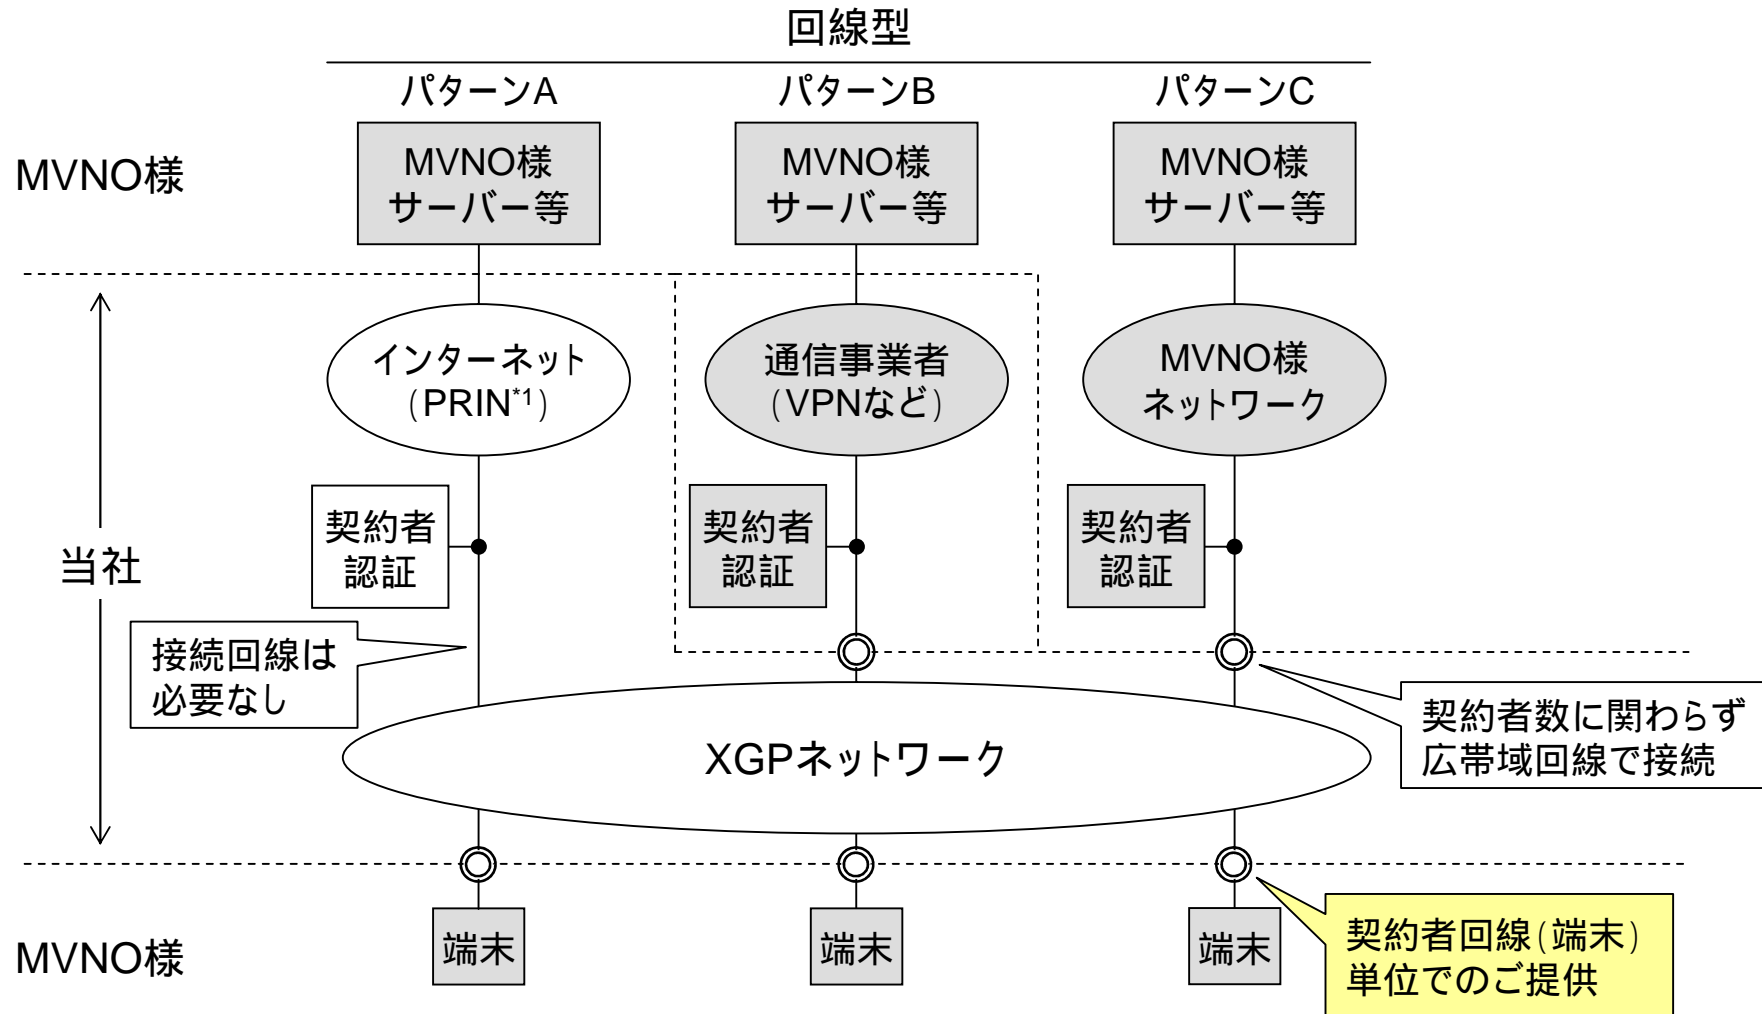 回線型
パターンA
パターンB
パターンC
MVNO様
MVNO様
サーバー等
MVNO様
サーバー等
MVNO様
サーバー等
インターネット
(PRIN*1)
通信事業者
(VPNなど)
MVNO様
ネットワーク
契約者
認証
契約者
認証
契約者
認証
当社
接続回線は
必要なし
XGPネットワーク
契約者数に関わらず
広帯域回線で接続
端末
端末
端末
MVNO様
契約者回線(端末)
単位でのご提供